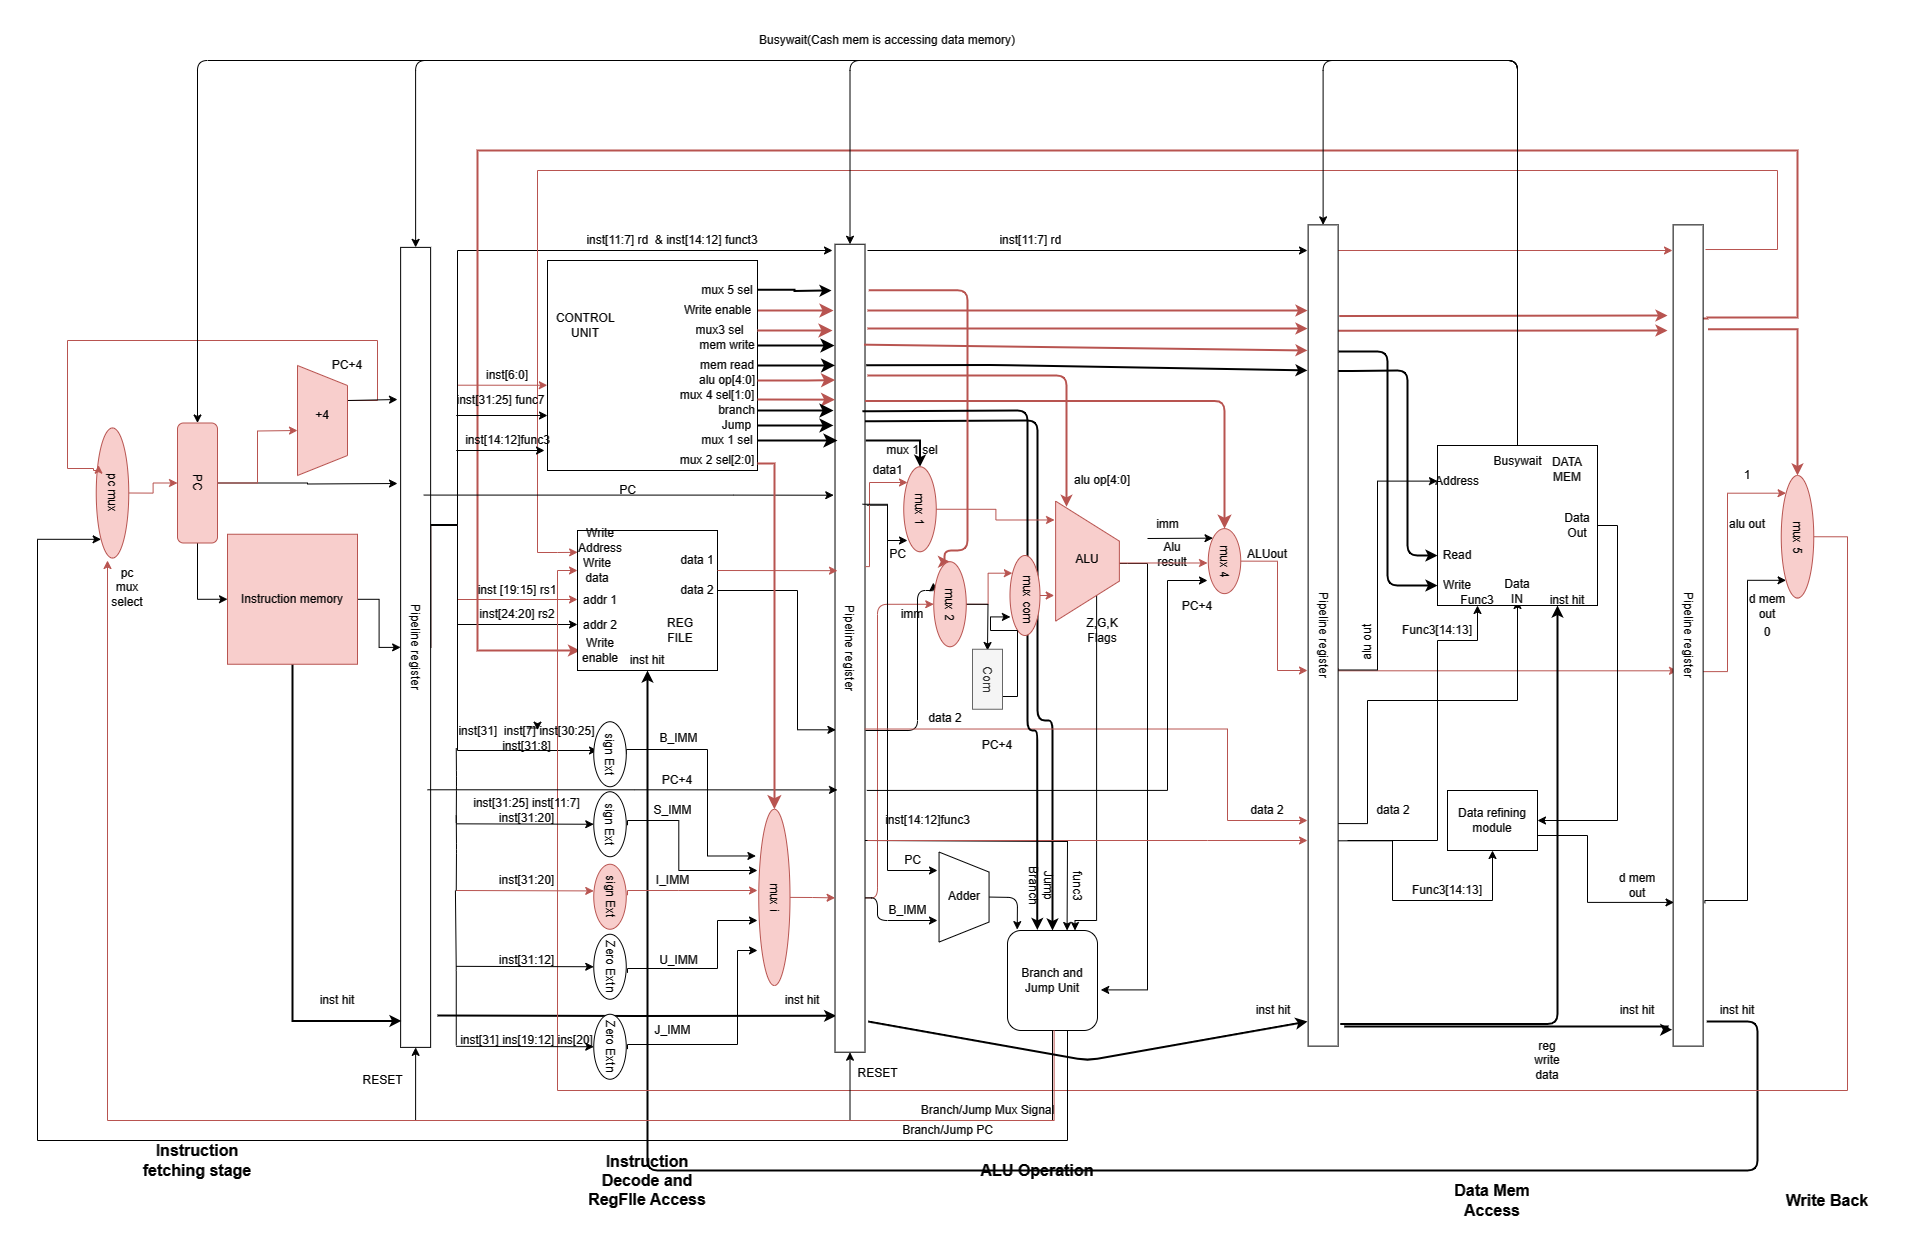 Busywait(Cash mem is accessing data memory)
inst[11:7] rd & inst[14:12] funct3
inst[11:7] rd
CONTROL
UNIT
mux 5 sel
Write enable
mux3 sel
mem write
mem read
alu op[4:0]
mux 4 sel[1:0]
branch
Jump
mux 1 sel
mux 2 sel[2:0]
inst[6:0]
inst[31:25] func7
inst[14:12]func3
PC+4
+4
pc mux
PC
pc
mux
select
Instruction memory
inst hit
RESET
Pipeline register
PC
Write
Address
Write
data
addr 1
addr 2
Write
enable
data 1
data 2
REG
FILE
inst hit
inst [19:15] rs1
inst[24:20] rs2
inst[31] inst[7] inst[30:25]
inst[31:8]
sign Ext
B_IMM
PC+4
inst[31:25] inst[11:7]
inst[31:20]
sign Ext
S_IMM
inst[31:20]
sign Ext
I_IMM
inst[31:12]
Zero Extn
U_IMM
inst[31] ins[19:12] ins[20]
Zero Extn
J_IMM
mux i
inst hit
Pipeline register
RESET
mux 1 sel
data1
mux 1
PC
imm
mux 2
mux com
Com
alu op[4:0]
ALU
Z,G,K
Flags
imm
Alu
result
PC+4
mux 4
ALUout
data 2
PC+4
inst[14:12]func3
PC
B_IMM
Adder
Branch
Jump
func3
Branch and
Jump Unit
data 2
inst hit
Branch/Jump Mux Signal
Branch/Jump PC
Pipeline register
alu out
Address
Busywait
DATA
MEM
Data
Out
Read
Write
Func3
Data
IN
inst hit
Func3[14:13]
data 2
Data refining
module
Func3[14:13]
d mem
out
inst hit
reg
write
data
Pipeline register
1
alu out
mux 5
d mem
out
0
inst hit
Instruction
fetching stage
Instruction
Decode and
RegFIle Access
ALU Operation
Data Mem
Access
Write Back